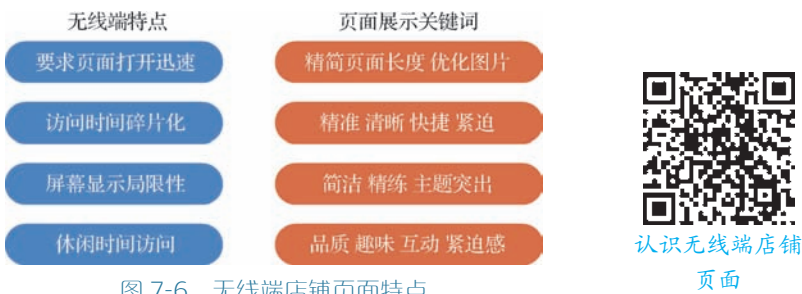 无线端特点 页面展示关键词
要求页面打开迅速 精简页面长度 优化图片
访问时间碎片化 精准 清晰 快捷 紧迫
屏幕显示局限性 简洁 精练 主题突出
休闲时间访问 品质 趣味 互动 紧迫感
图 7-6 无线端店铺页面特点
认识无线端店铺
页面